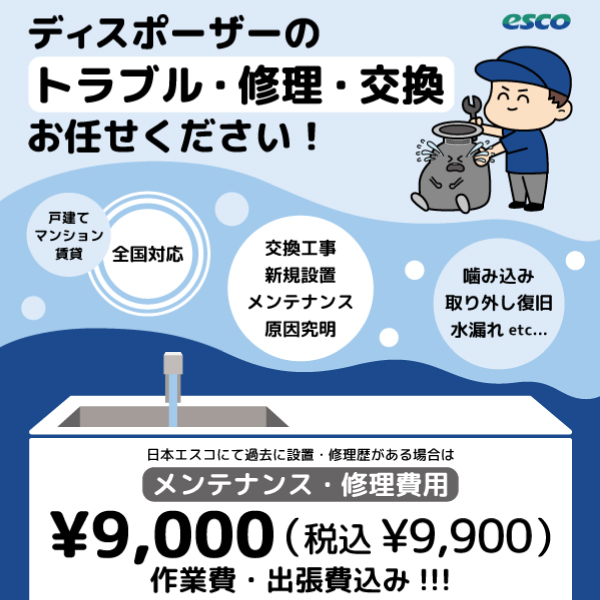 esco
ディスポーザーの
トラブル・修理・交換
お任せください！
戸建て
マンション
賃貸
全国対応
交換工事
新規設置
メンテナンス
原因究明
噛み込み
取り外し復旧
水漏れ etc...
日本エスコにて過去に設置・修理歴がある場合は
メンテナンス・修理費用
¥9,000（税込 ¥9,900）
作業費・出張費込み !!!